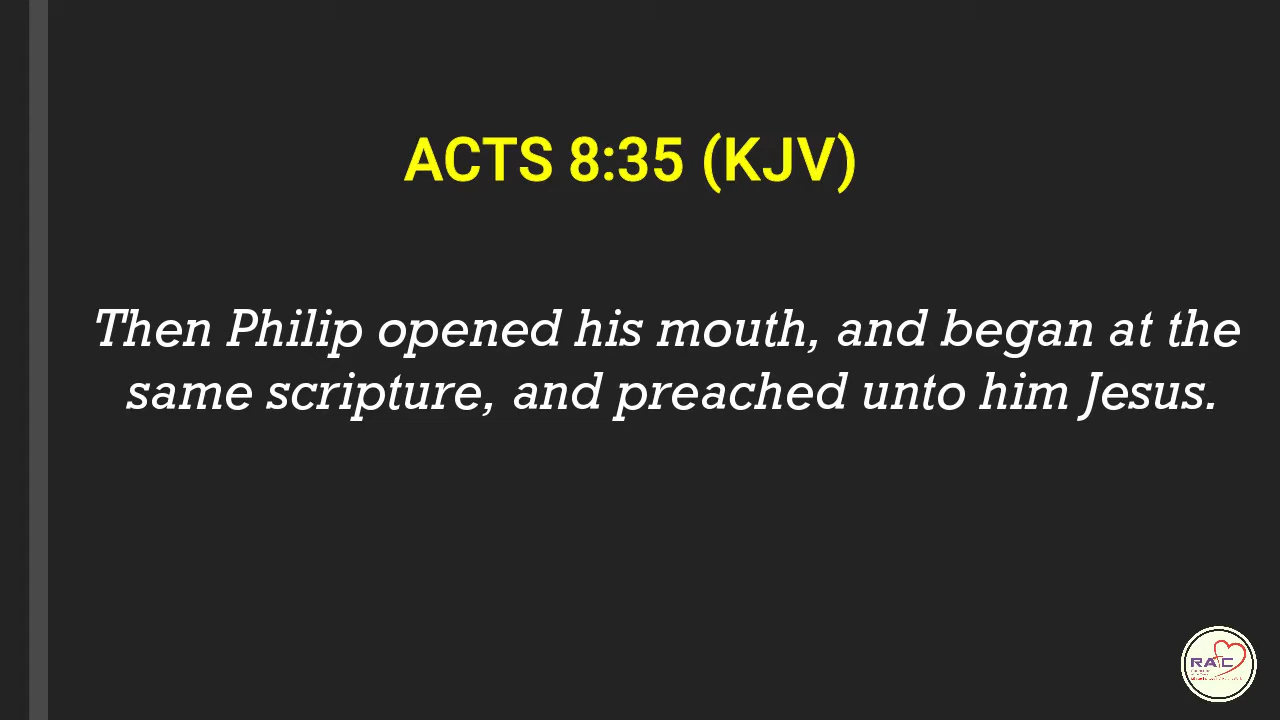 ACTS 8:35 (KJV)
Then Philip opened his mouth, and began at the
same scripture, and preached unto him Jesus.
RAFC